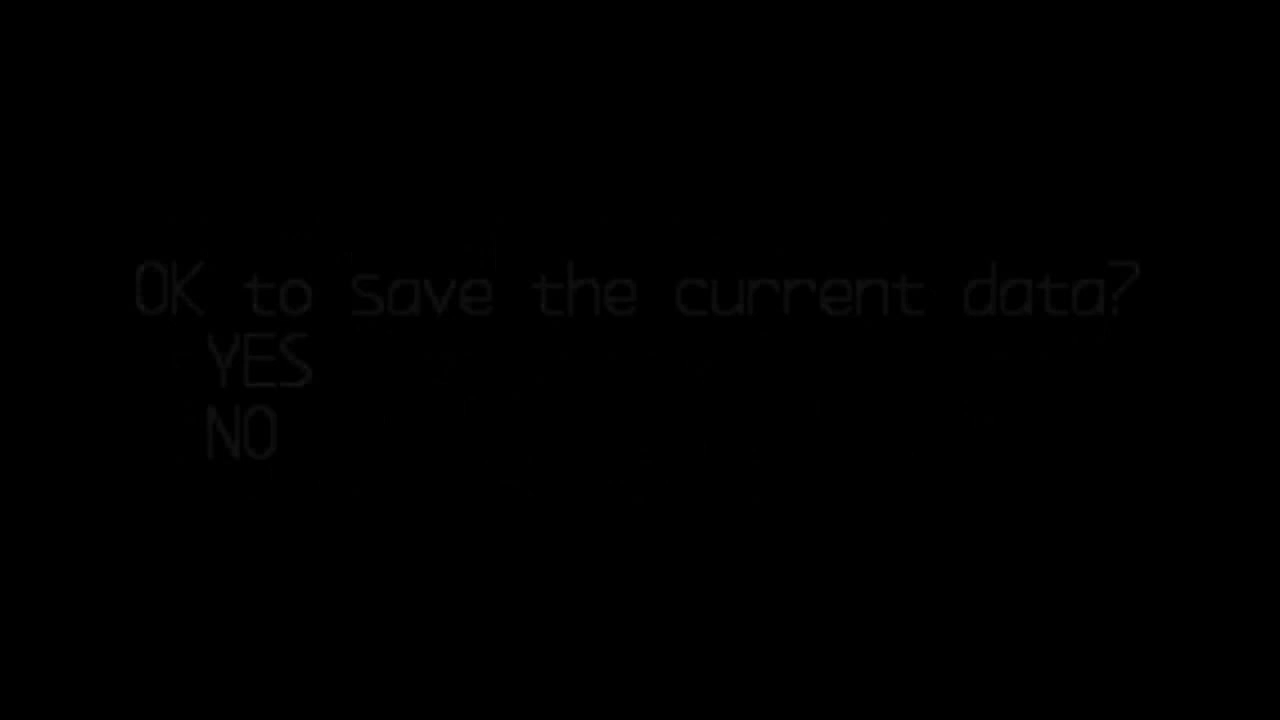 OK to save the current data?
YES
NO